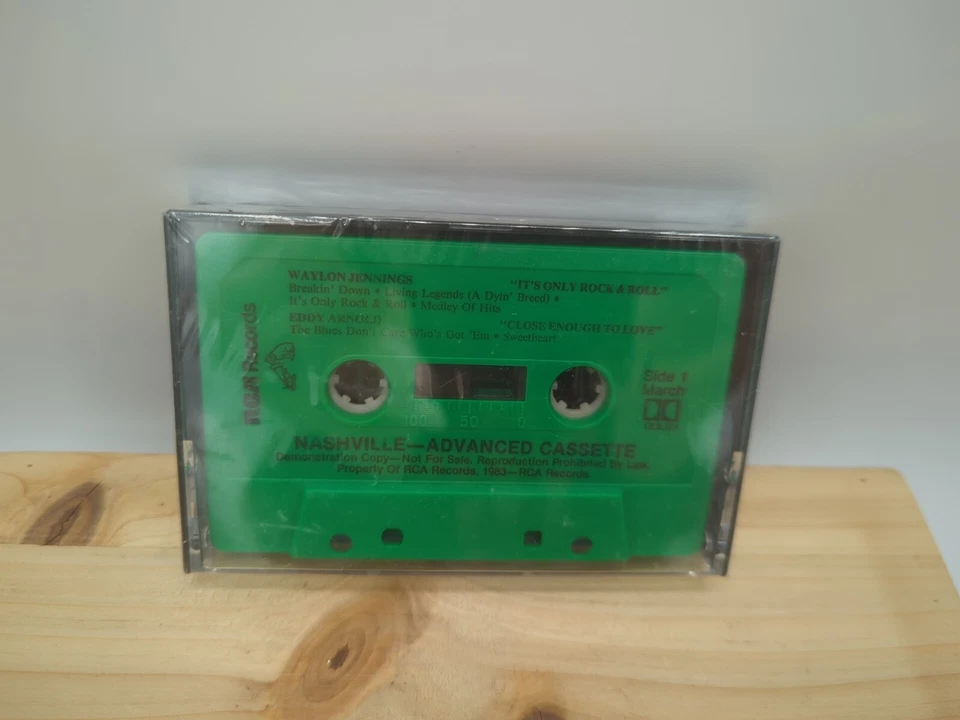 WAYLON JENNINGS "IT'S ONLY ROCK & ROLL"
Breakin' Down • Living Legends (A Dyin' Breed) •
It's Only Rock & Roll • Medley Of Hits
EDDY ARNOLD "CLOSE ENOUGH TO LOVE"
The Blues Don't Care Who's Got 'Em • Sweetheart
RCA Records
Side 1
March
DOLBY
100 50 0
NASHVILLE—ADVANCED CASSETTE
Demonstration Copy—Not For Sale. Reproduction Prohibited by Law.
Property Of RCA Records. 1983—RCA Records